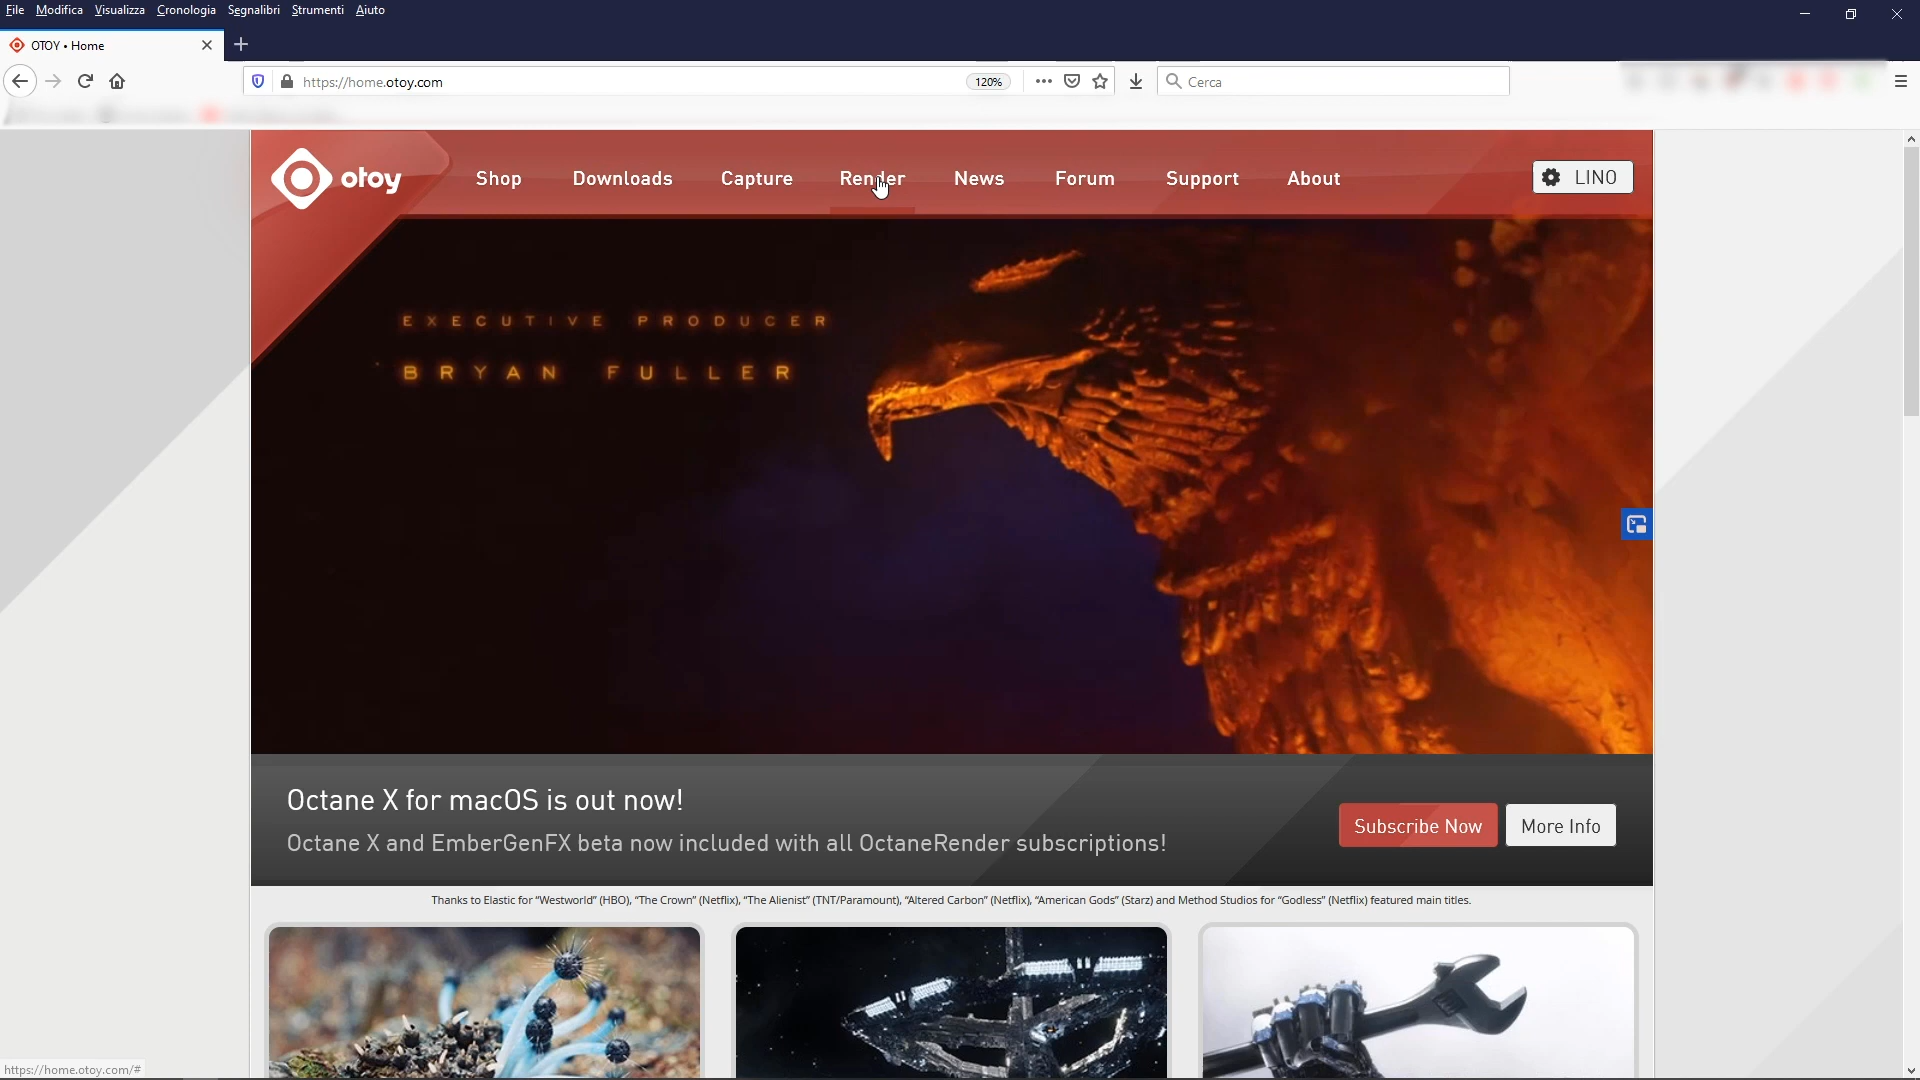 File Modifica Visualizza Cronologia Segnalibri Strumenti Aiuto
OTOY • Home
https://home.otoy.com
120%
Cerca
otoy
Shop Downloads Capture Render News Forum Support About
LINO
EXECUTIVE PRODUCER
BRYAN FULLER
Octane X for macOS is out now!
Octane X and EmberGenFX beta now included with all OctaneRender subscriptions!
Subscribe Now
More Info
Thanks to Elastic for “Westworld” (HBO), “The Crown” (Netflix), “The Alienist” (TNT/Paramount), “Altered Carbon” (Netflix), “American Gods” (Starz) and Method Studios for “Godless” (Netflix) featured main titles.
https://home.otoy.com/#